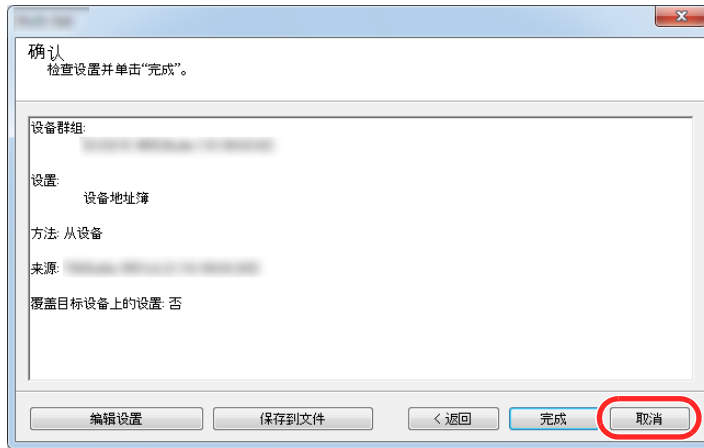 确认
检查设置并单击“完成”。
设备群组:
设置:
设备地址簿
方法: 从设备
来源:
覆盖目标设备上的设置: 否
编辑设置 保存到文件 < 返回 完成 取消